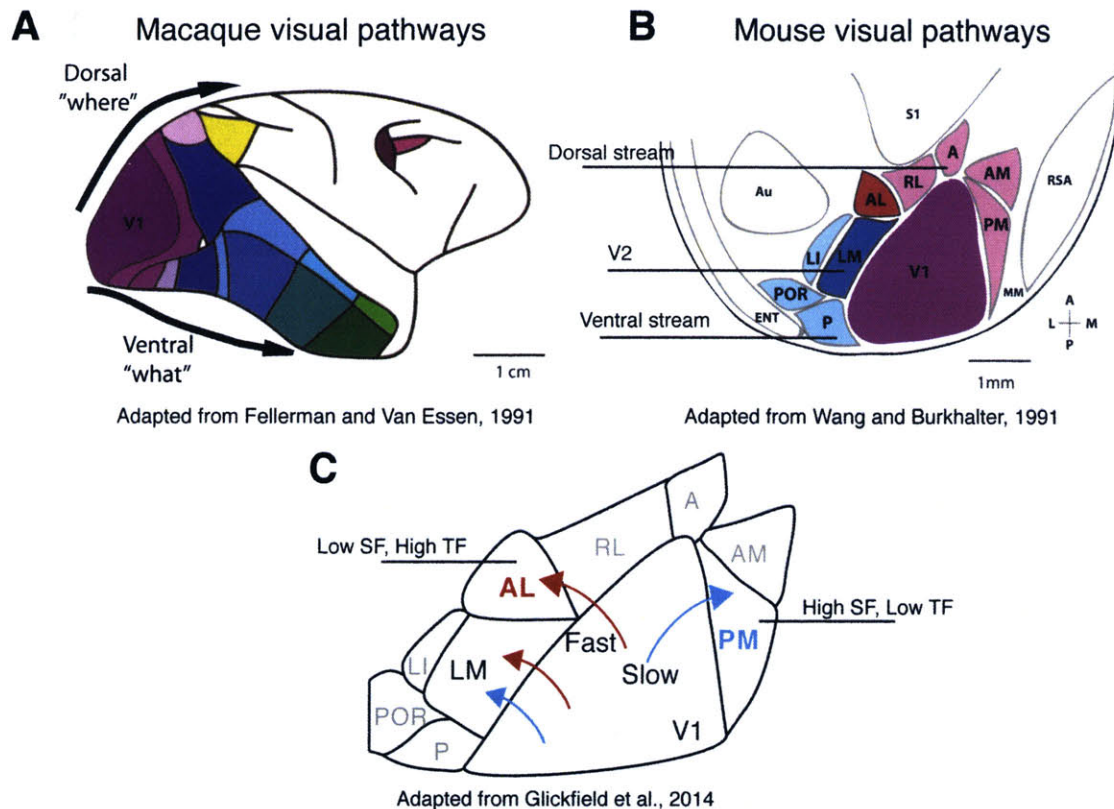 A
Macaque visual pathways
Dorsal
"where"
V1
Ventral
"what"
1 cm
Adapted from Fellerman and Van Essen, 1991
B
Mouse visual pathways
S1
Dorsal stream
A
AM
RL
RSA
Au
AL
PM
LI
LM
V2
V1
POR
MM
ENT
P
Ventral stream
A
L
M
P
1mm
Adapted from Wang and Burkhalter, 1991
C
A
Low SF, High TF
RL
AM
AL
High SF, Low TF
Fast
PM
LI
LM
Slow
POR
V1
P
Adapted from Glickfield et al., 2014